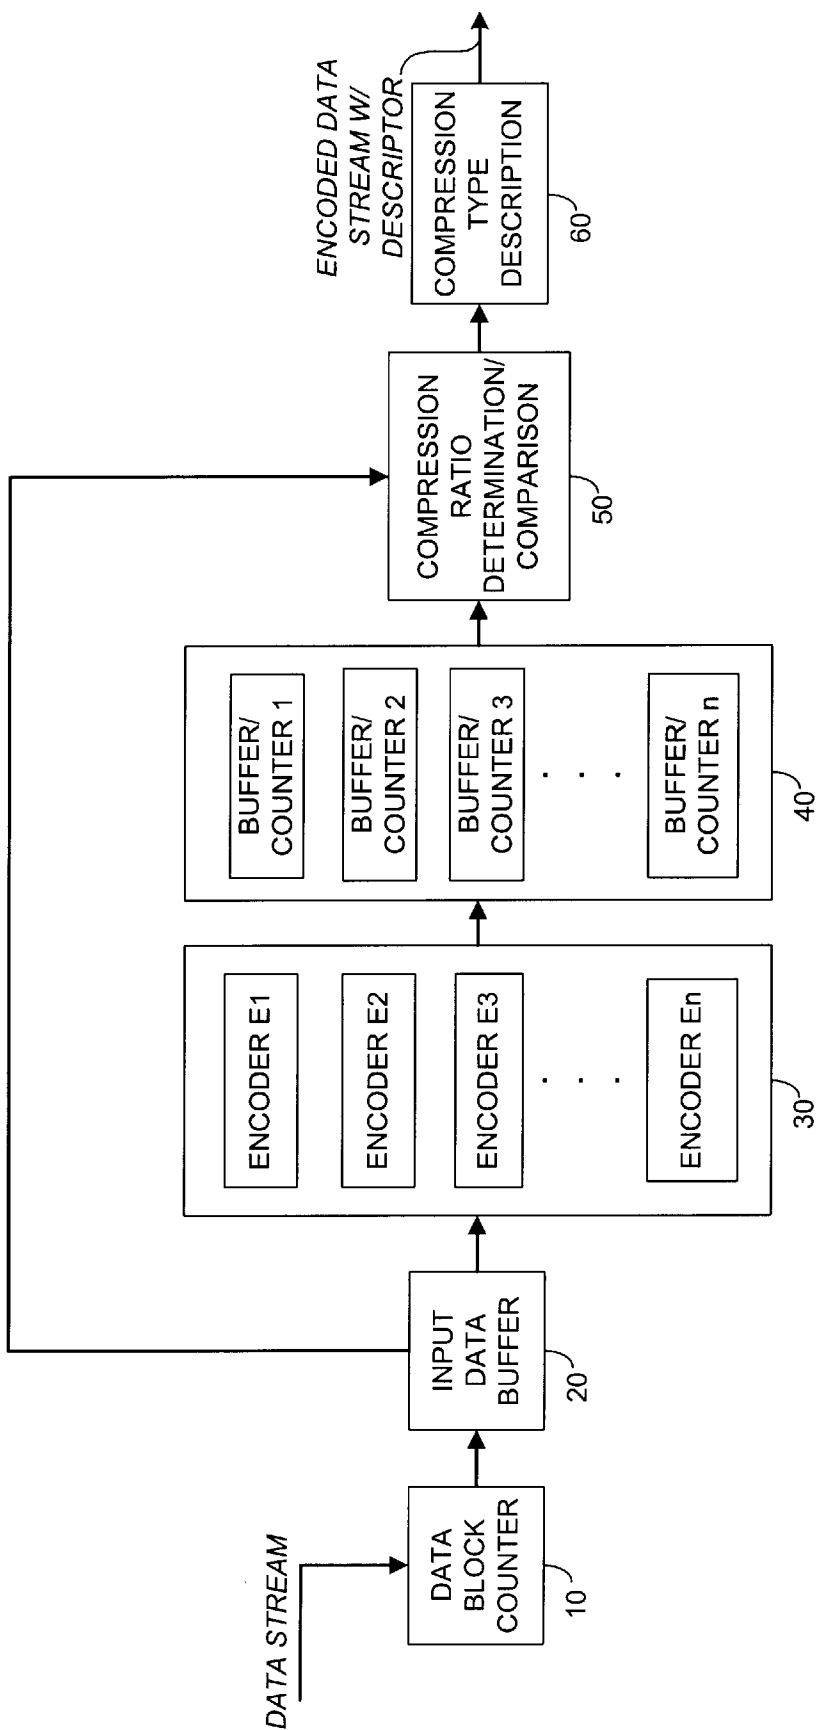 DATA STREAM
DATA
BLOCK
COUNTER
10
INPUT
DATA
BUFFER
20
ENCODER E1
ENCODER E2
ENCODER E3
. . .
ENCODER En
30
BUFFER/
COUNTER 1
BUFFER/
COUNTER 2
BUFFER/
COUNTER 3
. . .
BUFFER/
COUNTER n
40
COMPRESSION
RATIO
DETERMINATION/
COMPARISON
50
COMPRESSION
TYPE
DESCRIPTION
60
ENCODED DATA
STREAM W/
DESCRIPTOR